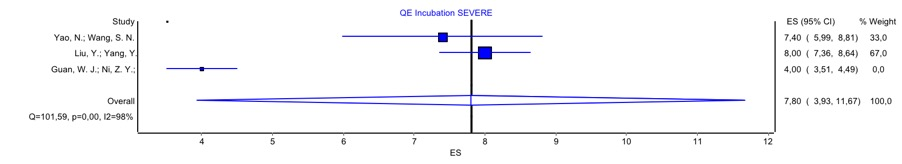 QE Incubation SEVERE
Study ES (95% CI) % Weight
Yao, N.; Wang, S. N. 7,40 ( 5,99, 8,81) 33,0
Liu, Y.; Yang, Y. 8,00 ( 7,36, 8,64) 67,0
Guan, W. J.; Ni, Z. Y.; 4,00 ( 3,51, 4,49) 0,0
Overall 7,80 ( 3,93, 11,67) 100,0
Q=101,59, p=0,00, I2=98%
4 5 6 7 8 9 10 11 12
ES